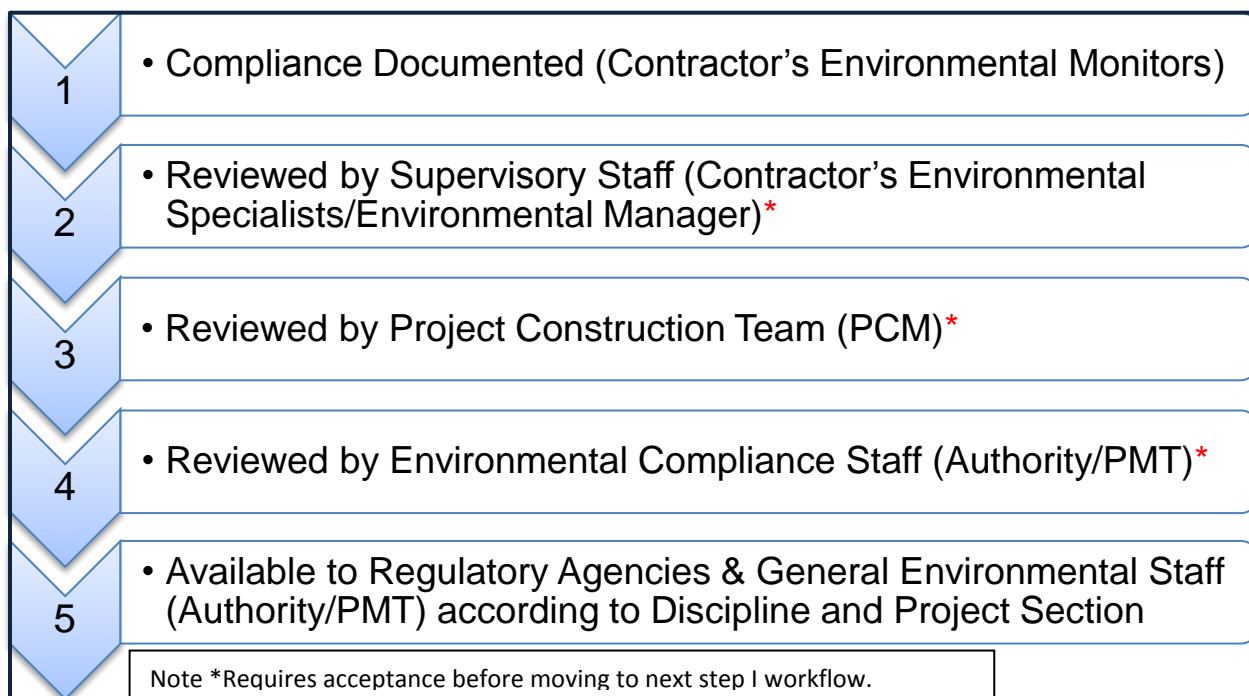 1
• Compliance Documented (Contractor’s Environmental Monitors)
2
• Reviewed by Supervisory Staff (Contractor’s Environmental
Specialists/Environmental Manager)*
3
• Reviewed by Project Construction Team (PCM)*
4
• Reviewed by Environmental Compliance Staff (Authority/PMT)*
5
• Available to Regulatory Agencies & General Environmental Staff
(Authority/PMT) according to Discipline and Project Section
Note *Requires acceptance before moving to next step I workflow.